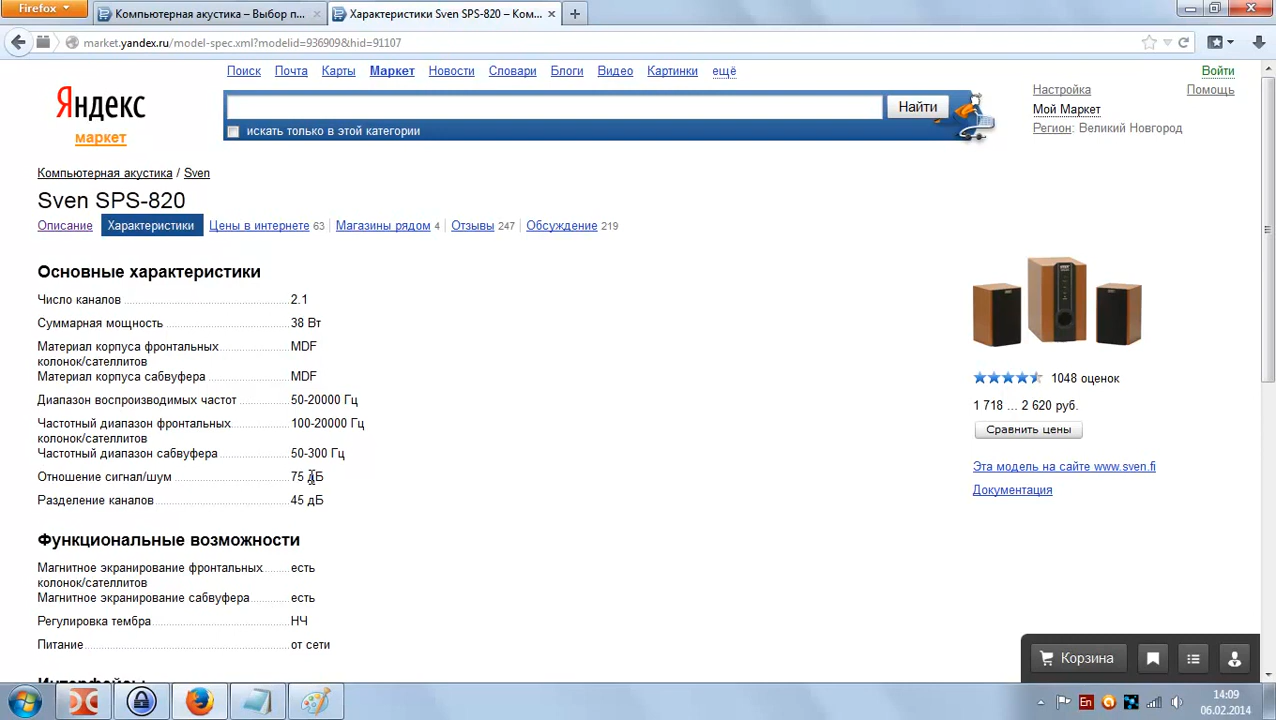 Firefox
Компьютерная акустика – Выбор п...
Характеристики Sven SPS-820 – Ком...
market.yandex.ru/model-spec.xml?modelid=936909&hid=91107
Поиск Почта Карты Маркет Новости Словари Блоги Видео Картинки ещё
Войти
Яндекс
маркет
Найти
искать только в этой категории
Настройка
Помощь
Мой Маркет
Регион: Великий Новгород
Компьютерная акустика / Sven
Sven SPS-820
Описание Характеристики Цены в интернете 63 Магазины рядом 4 Отзывы 247 Обсуждение 219
Основные характеристики
Число каналов 2.1
Суммарная мощность 38 Вт
Материал корпуса фронтальных MDF
колонок/сателлитов
Материал корпуса сабвуфера MDF
Диапазон воспроизводимых частот 50-20000 Гц
Частотный диапазон фронтальных 100-20000 Гц
колонок/сателлитов
Частотный диапазон сабвуфера 50-300 Гц
Отношение сигнал/шум 75 дБ
Разделение каналов 45 дБ
1048 оценок
1 718 ... 2 620 руб.
Сравнить цены
Эта модель на сайте www.sven.fi
Документация
Функциональные возможности
Магнитное экранирование фронтальных есть
колонок/сателлитов
Магнитное экранирование сабвуфера есть
Регулировка тембра НЧ
Питание от сети
Интерфейсы
Корзина
En
14:09
06.02.2014